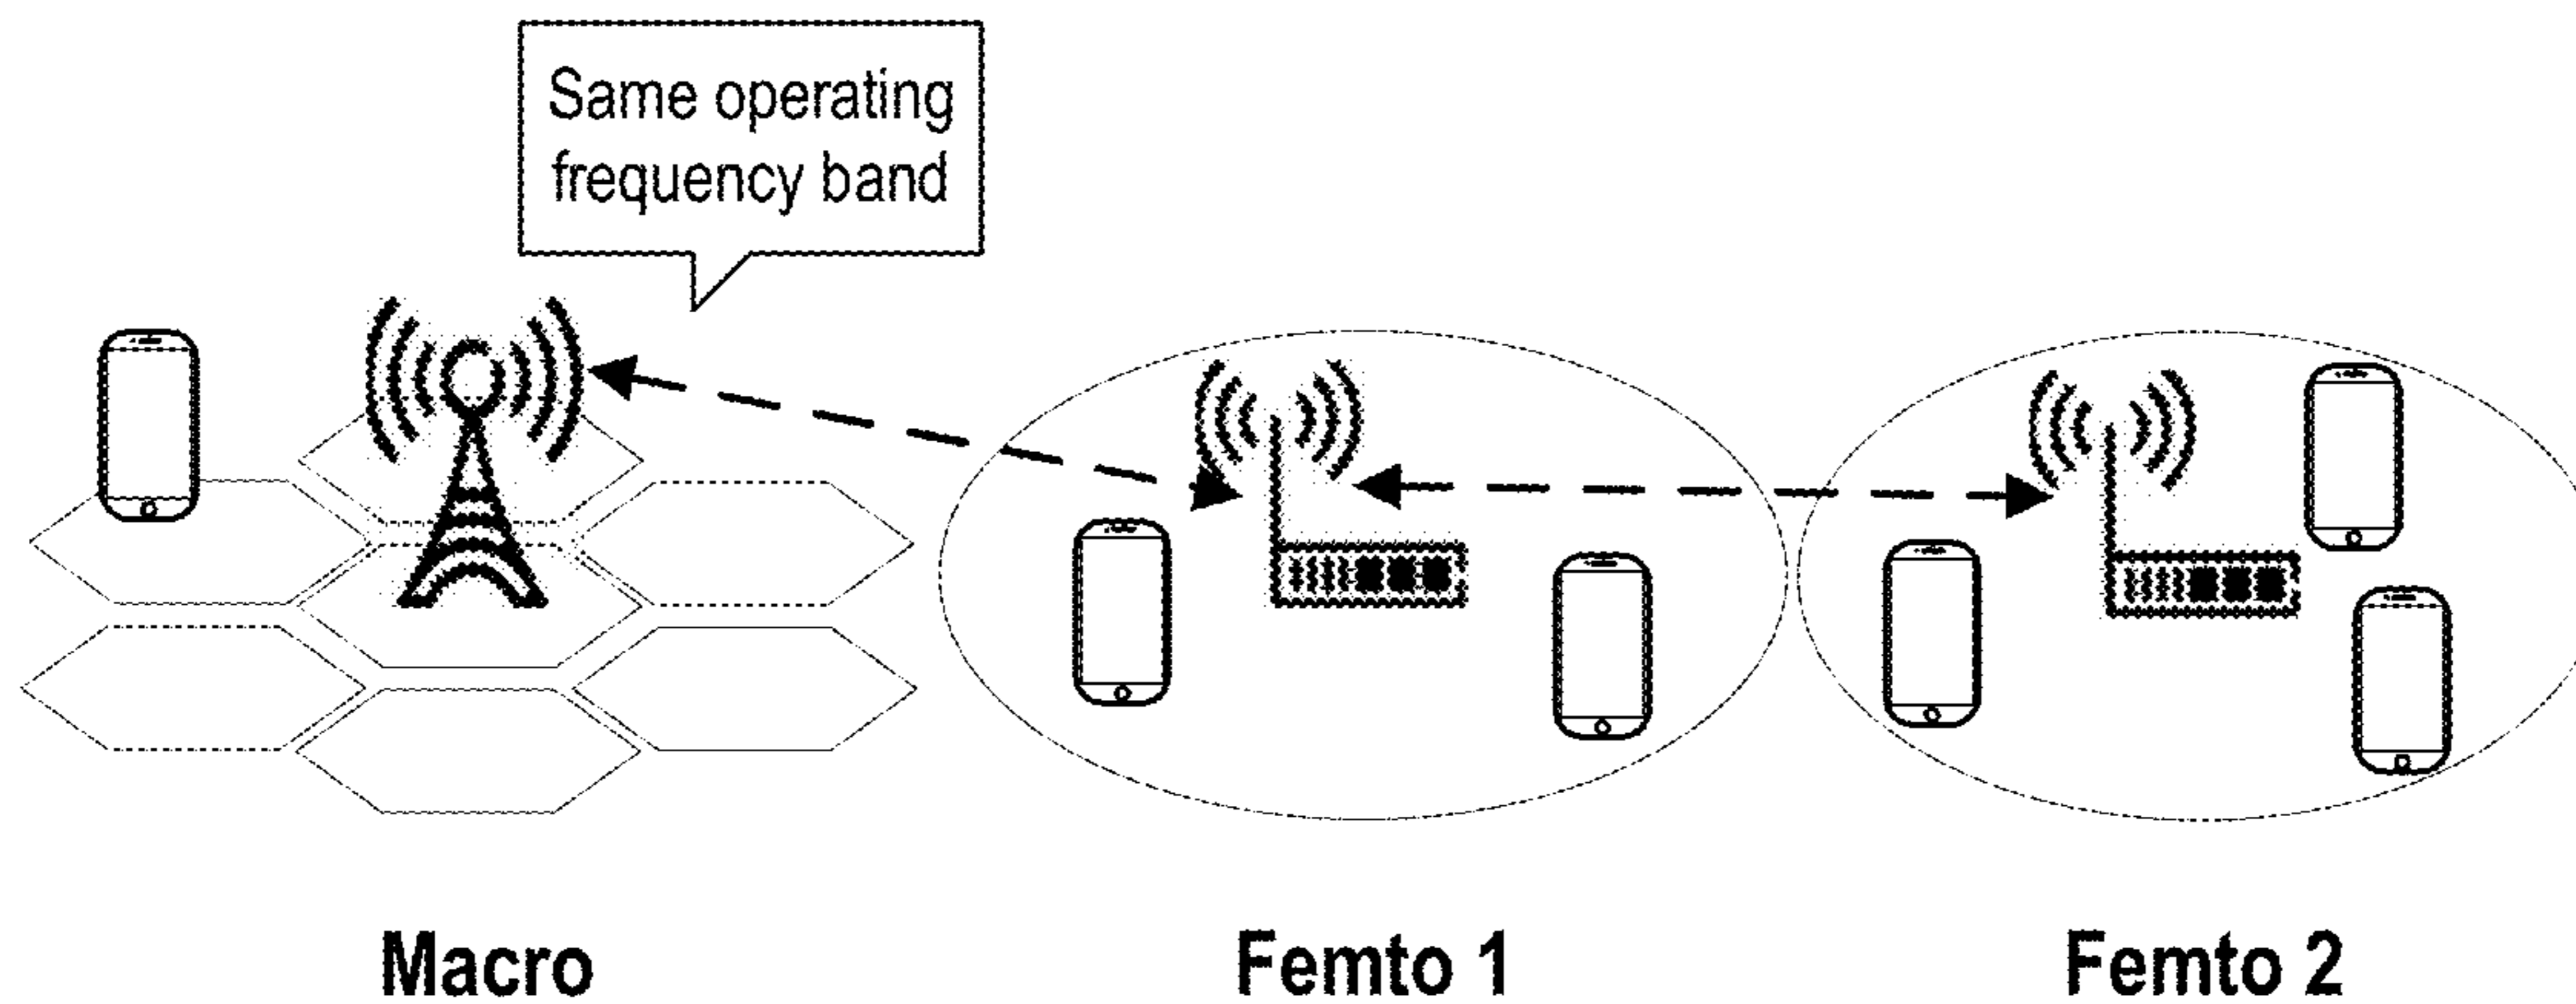 Same operating
frequency band
Macro
Femto 1
Femto 2